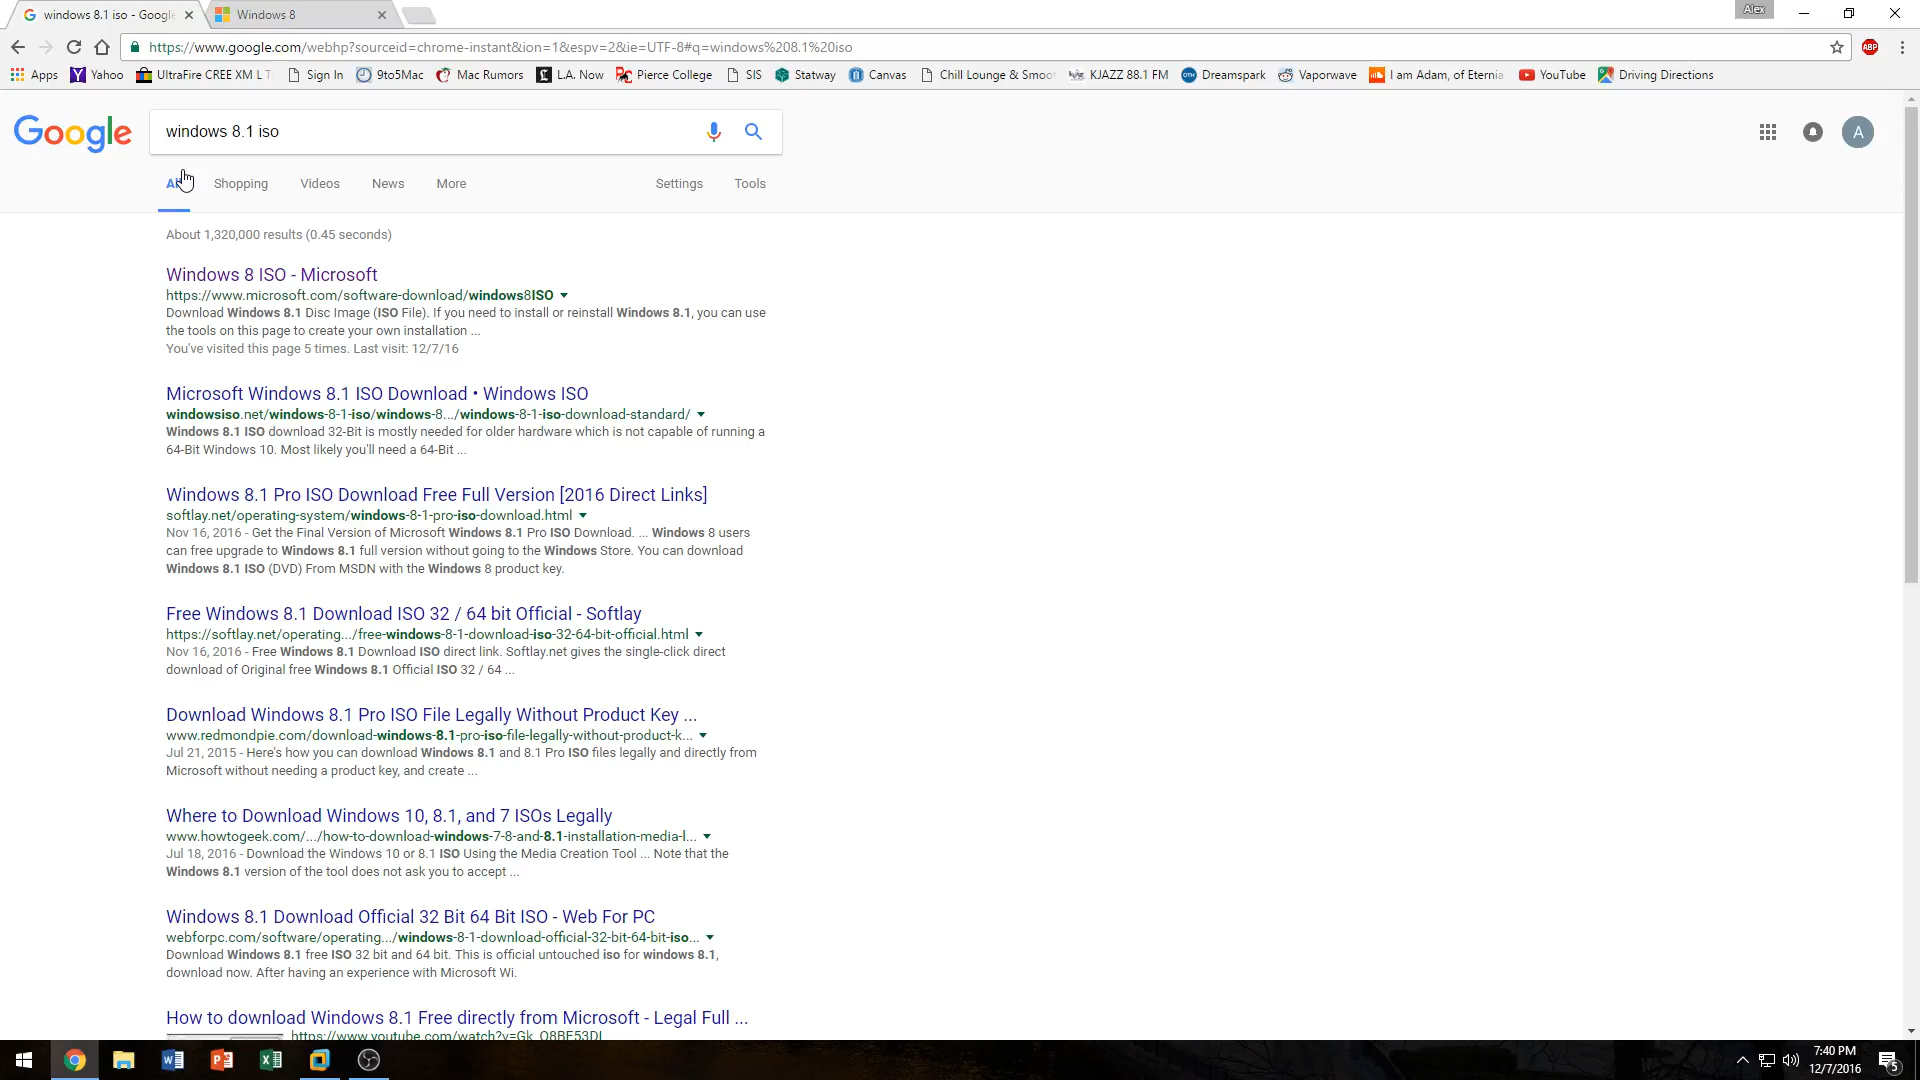 windows 8.1 iso - Google
Windows 8
Alex
https://www.google.com/webhp?sourceid=chrome-instant&ion=1&espv=2&ie=UTF-8#q=windows%208.1%20iso
ABP
Apps
Yahoo
UltraFire CREE XM L T
Sign In
9to5Mac
Mac Rumors
L.A. Now
Pierce College
SIS
Statway
Canvas
Chill Lounge & Smoot
KJAZZ 88.1 FM
Dreamspark
Vaporwave
I am Adam, of Eternia
YouTube
Driving Directions
Google
windows 8.1 iso
A
Shopping
Videos
News
More
Settings
Tools
About 1,320,000 results (0.45 seconds)
Windows 8 ISO - Microsoft
https://www.microsoft.com/software-download/windows8ISO
Download Windows 8.1 Disc Image (ISO File). If you need to install or reinstall Windows 8.1, you can use
the tools on this page to create your own installation ...
You've visited this page 5 times. Last visit: 12/7/16
Microsoft Windows 8.1 ISO Download • Windows ISO
windowsiso.net/windows-8-1-iso/windows-8.../windows-8-1-iso-download-standard/
Windows 8.1 ISO download 32-Bit is mostly needed for older hardware which is not capable of running a
64-Bit Windows 10. Most likely you'll need a 64-Bit ...
Windows 8.1 Pro ISO Download Free Full Version [2016 Direct Links]
softlay.net/operating-system/windows-8-1-pro-iso-download.html
Nov 16, 2016 - Get the Final Version of Microsoft Windows 8.1 Pro ISO Download. ... Windows 8 users
can free upgrade to Windows 8.1 full version without going to the Windows Store. You can download
Windows 8.1 ISO (DVD) From MSDN with the Windows 8 product key.
Free Windows 8.1 Download ISO 32 / 64 bit Official - Softlay
https://softlay.net/operating.../free-windows-8-1-download-iso-32-64-bit-official.html
Nov 16, 2016 - Free Windows 8.1 Download ISO direct link. Softlay.net gives the single-click direct
download of Original free Windows 8.1 Official ISO 32 / 64 ...
Download Windows 8.1 Pro ISO File Legally Without Product Key ...
www.redmondpie.com/download-windows-8.1-pro-iso-file-legally-without-product-k...
Jul 21, 2015 - Here's how you can download Windows 8.1 and 8.1 Pro ISO files legally and directly from
Microsoft without needing a product key, and create ...
Where to Download Windows 10, 8.1, and 7 ISOs Legally
www.howtogeek.com/.../how-to-download-windows-7-8-and-8.1-installation-media-l...
Jul 18, 2016 - Download the Windows 10 or 8.1 ISO Using the Media Creation Tool ... Note that the
Windows 8.1 version of the tool does not ask you to accept ...
Windows 8.1 Download Official 32 Bit 64 Bit ISO - Web For PC
webforpc.com/software/operating.../windows-8-1-download-official-32-bit-64-bit-iso...
Download Windows 8.1 free ISO 32 bit and 64 bit. This is official untouched iso for windows 8.1,
download now. After having an experience with Microsoft Wi.
How to download Windows 8.1 Free directly from Microsoft - Legal Full ...
7:40 PM
12/7/2016
5